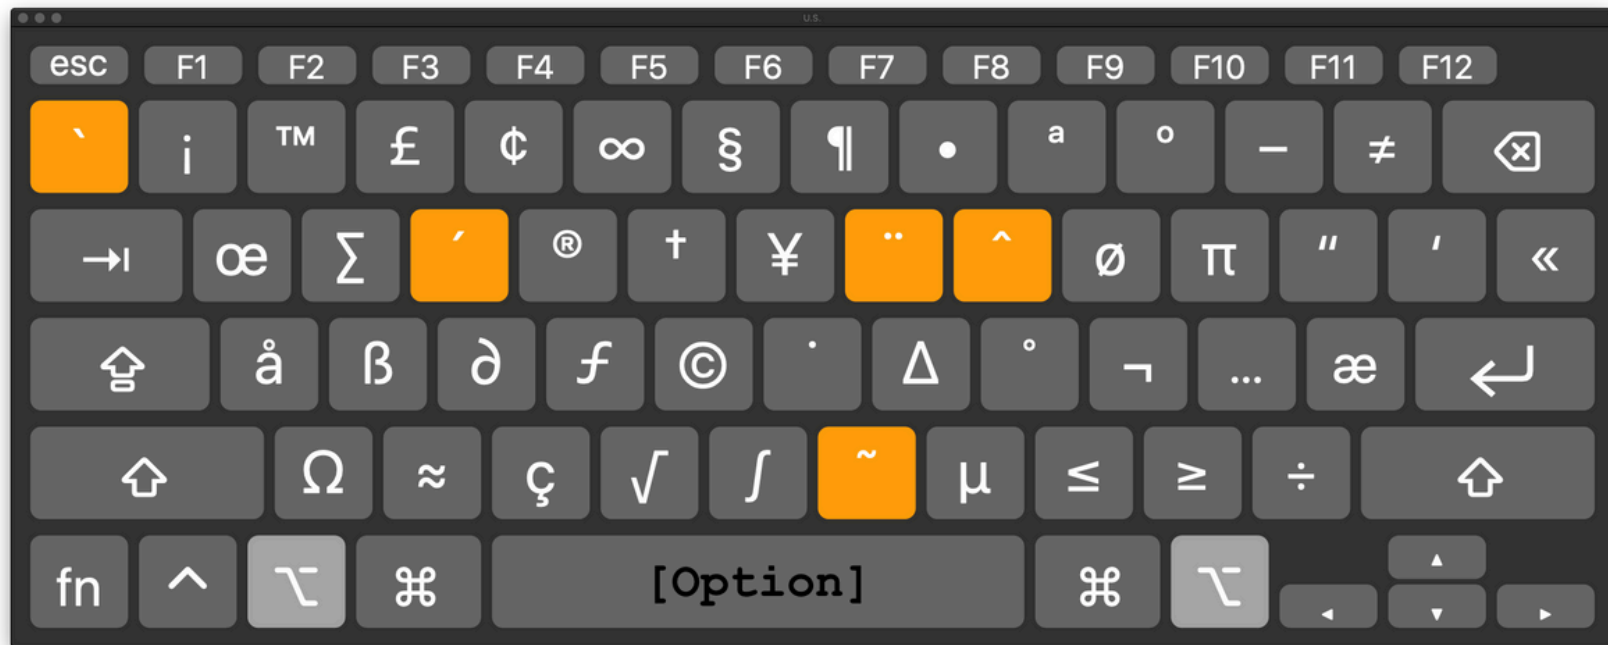 U.S.
esc F1 F2 F3 F4 F5 F6 F7 F8 F9 F10 F11 F12
` ¡ ™ £ ¢ ∞ § ¶ • ª º – ≠
œ ∑ ´ ® † ¥ ¨ ˆ ø π “ ‘ «
å ß ∂ ƒ © ˙ ∆ ˚ ¬ … æ
Ω ≈ ç √ ∫ ˜ µ ≤ ≥ ÷
fn ^ ⌥ ⌘ [Option] ⌘ ⌥